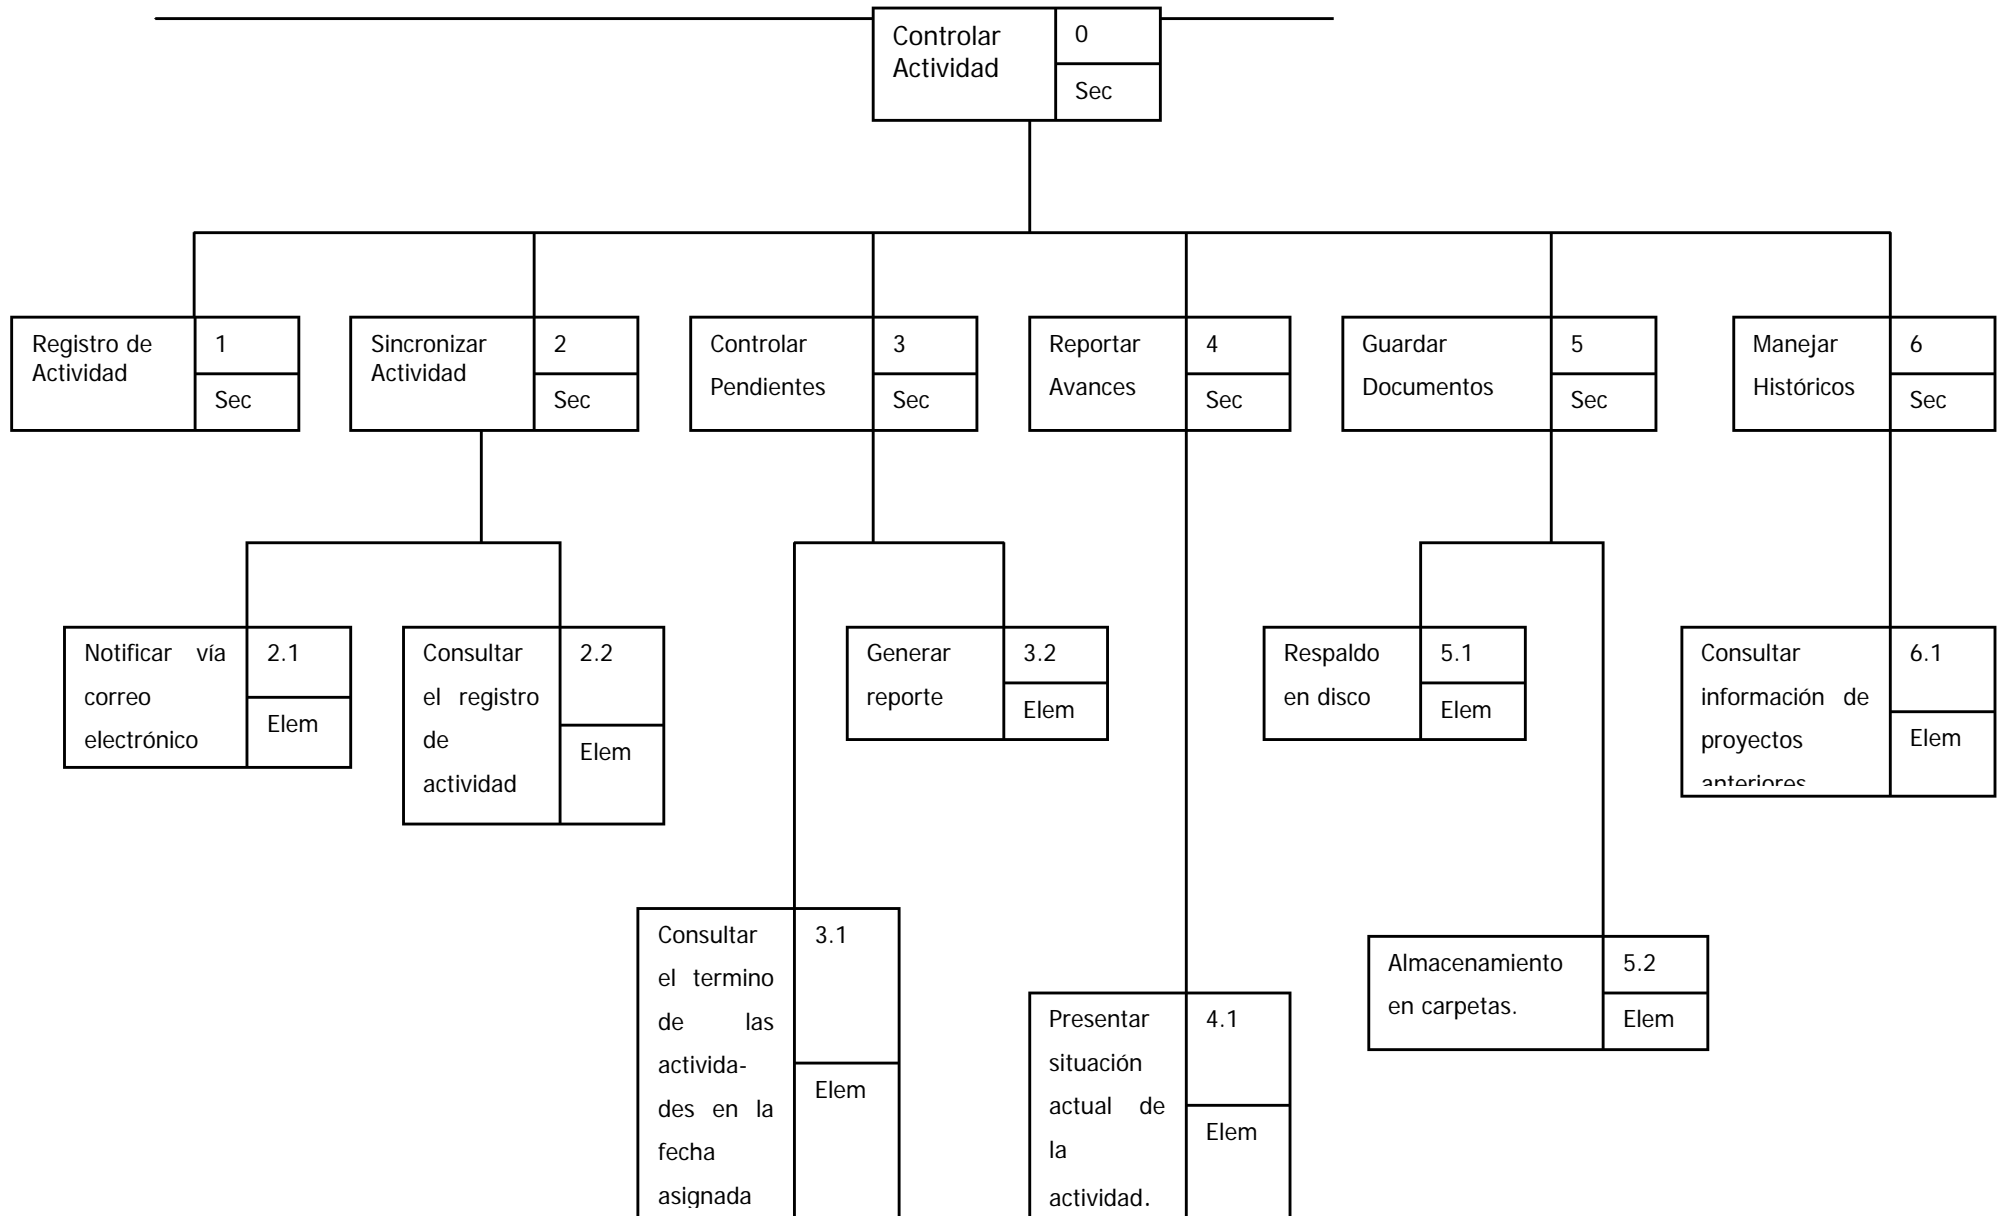 Controlar
Actividad
0
Sec
Registro de
Actividad
1
Sec
Sincronizar
Actividad
2
Sec
Controlar
Pendientes
3
Sec
Reportar
Avances
4
Sec
Guardar
Documentos
5
Sec
Manejar
Históricos
6
Sec
Notificar vía
correo
electrónico
2.1
Elem
Consultar
el registro
de
actividad
2.2
Elem
Generar
reporte
3.2
Elem
Respaldo
en disco
5.1
Elem
Consultar
información de
proyectos
anteriores
6.1
Elem
Consultar
el termino
de las
activida-
des en la
fecha
asignada
3.1
Elem
Presentar
situación
actual de
la
actividad.
4.1
Elem
Almacenamiento
en carpetas.
5.2
Elem